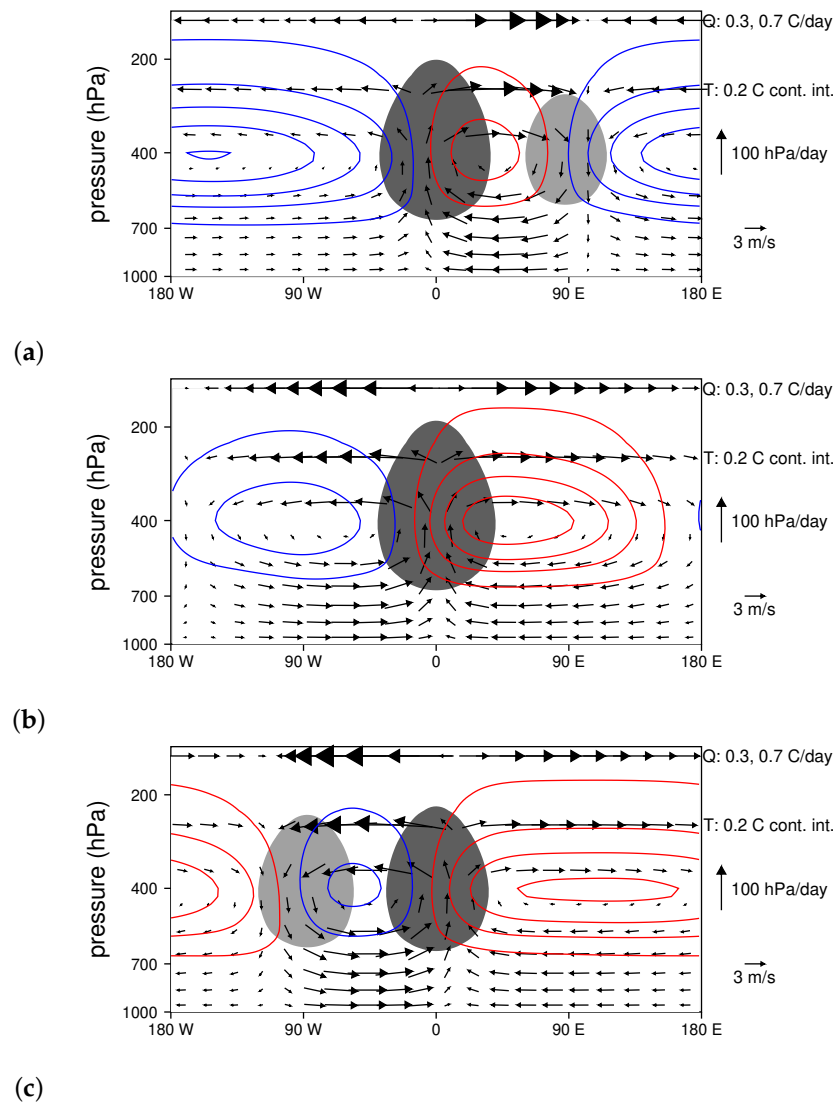 Q: 0.3, 0.7 C/day
200
T: 0.2 C cont. int.
pressure (hPa)
400
100 hPa/day
700
3 m/s
1000
180 W 90 W 0 90 E 180 E
(a)
Q: 0.3, 0.7 C/day
200
T: 0.2 C cont. int.
pressure (hPa)
400
100 hPa/day
700
3 m/s
1000
180 W 90 W 0 90 E 180 E
(b)
Q: 0.3, 0.7 C/day
200
T: 0.2 C cont. int.
pressure (hPa)
400
100 hPa/day
700
3 m/s
1000
180 W 90 W 0 90 E 180 E
(c)